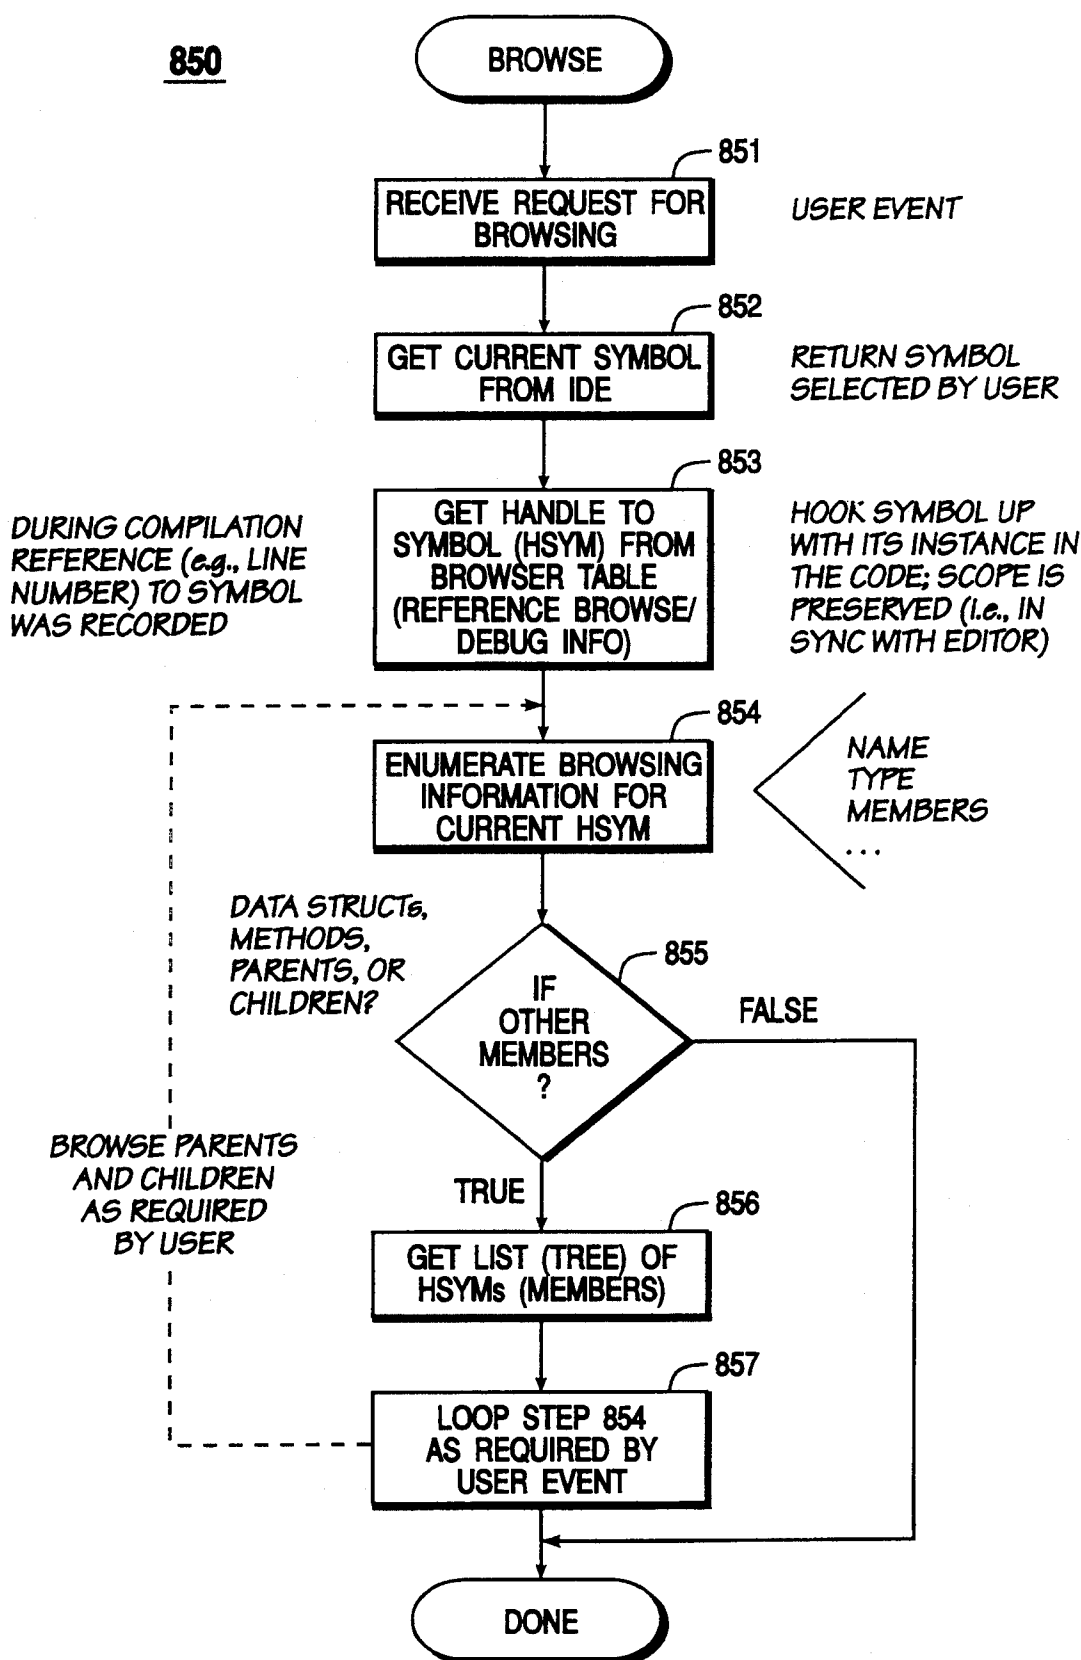 850
BROWSE
851
RECEIVE REQUEST FOR
BROWSING
USER EVENT
852
GET CURRENT SYMBOL
FROM IDE
RETURN SYMBOL
SELECTED BY USER
853
DURING COMPILATION
REFERENCE (e.g., LINE
NUMBER) TO SYMBOL
WAS RECORDED
GET HANDLE TO
SYMBOL (HSYM) FROM
BROWSER TABLE
(REFERENCE BROWSE/
DEBUG INFO)
HOOK SYMBOL UP
WITH ITS INSTANCE IN
THE CODE; SCOPE IS
PRESERVED (i.e., IN
SYNC WITH EDITOR)
854
ENUMERATE BROWSING
INFORMATION FOR
CURRENT HSYM
NAME
TYPE
MEMBERS
...
DATA STRUCTs,
METHODS,
PARENTS, OR
CHILDREN?
855
IF
OTHER
MEMBERS
?
FALSE
BROWSE PARENTS
AND CHILDREN
AS REQUIRED
BY USER
TRUE
856
GET LIST (TREE) OF
HSYMs (MEMBERS)
857
LOOP STEP 854
AS REQUIRED BY
USER EVENT
DONE